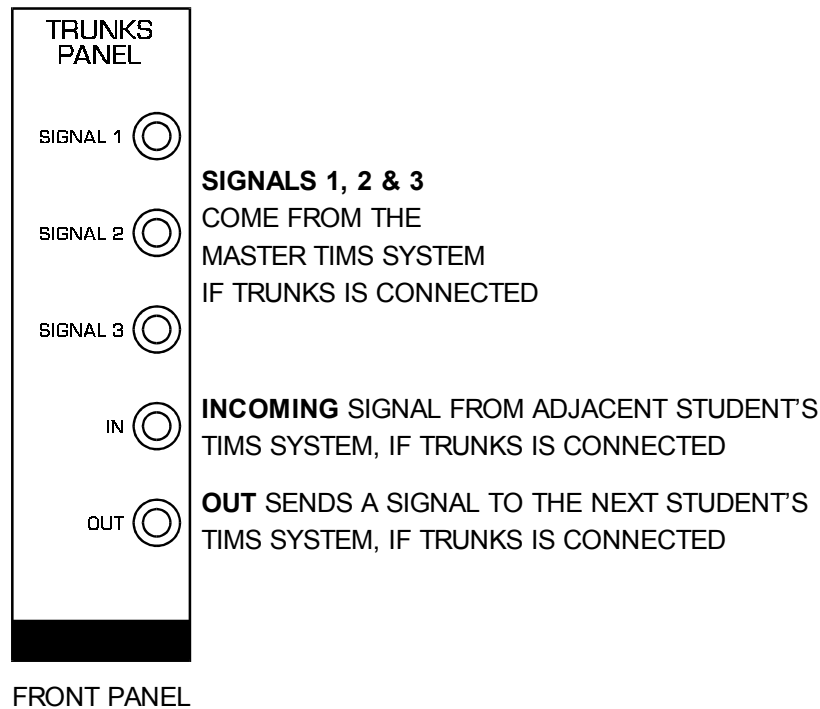 TRUNKS
PANEL
SIGNAL 1
SIGNALS 1, 2 & 3
COME FROM THE
SIGNAL 2
MASTER TIMS SYSTEM
IF TRUNKS IS CONNECTED
SIGNAL 3
IN
INCOMING SIGNAL FROM ADJACENT STUDENT'S
TIMS SYSTEM, IF TRUNKS IS CONNECTED
OUT
OUT SENDS A SIGNAL TO THE NEXT STUDENT'S
TIMS SYSTEM, IF TRUNKS IS CONNECTED
FRONT PANEL